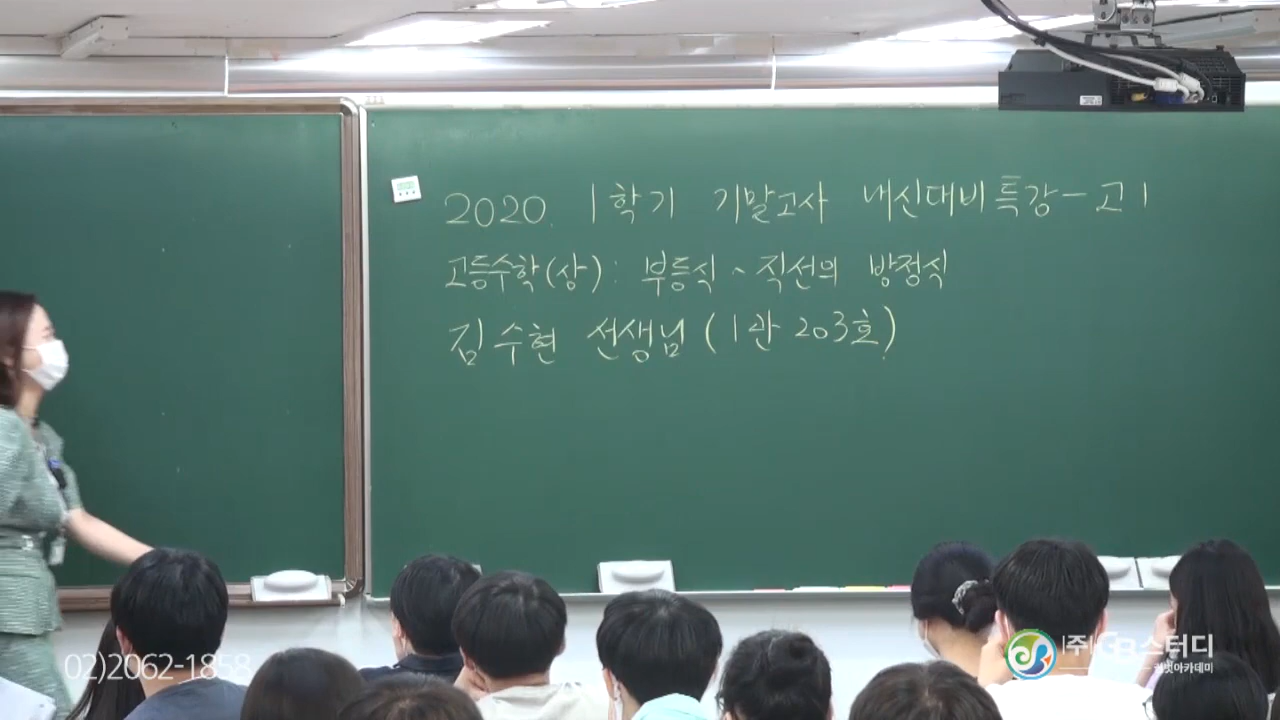 2020. 1학기 기말고사 내신대비특강-고1
고등수학(상): 부등식、직선의 방정식
김수현 선생님 (1관 203호)
02)2062-1858
(주)
스터디
커넷아카데미